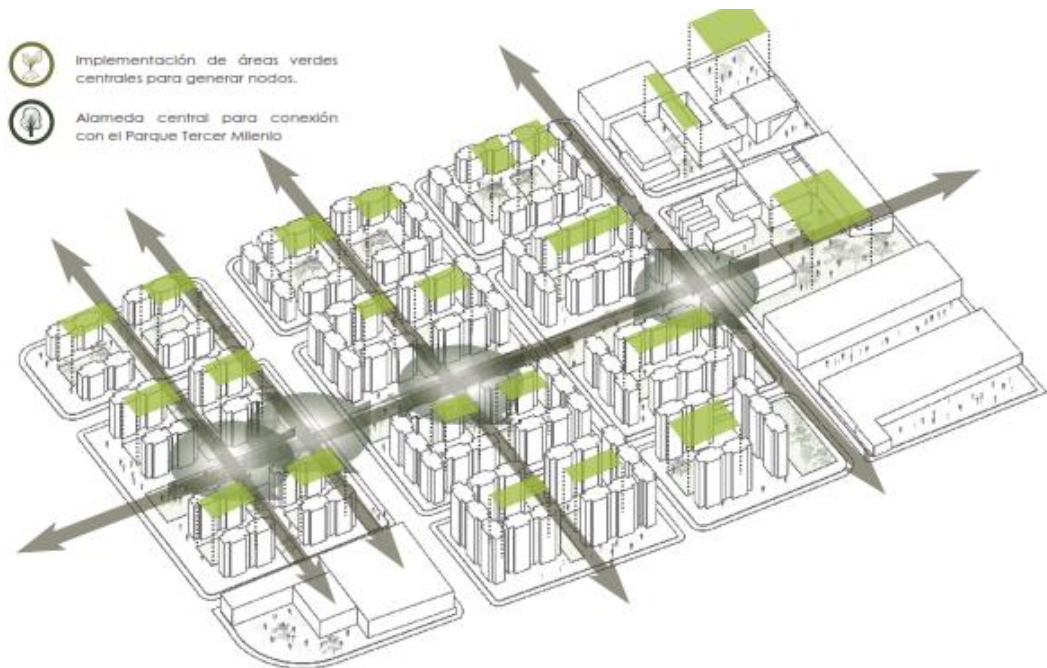 Implementación de áreas verdes
centrales para generar nodos.
Alameda central para conexión
con el Parque Tercer Milenio